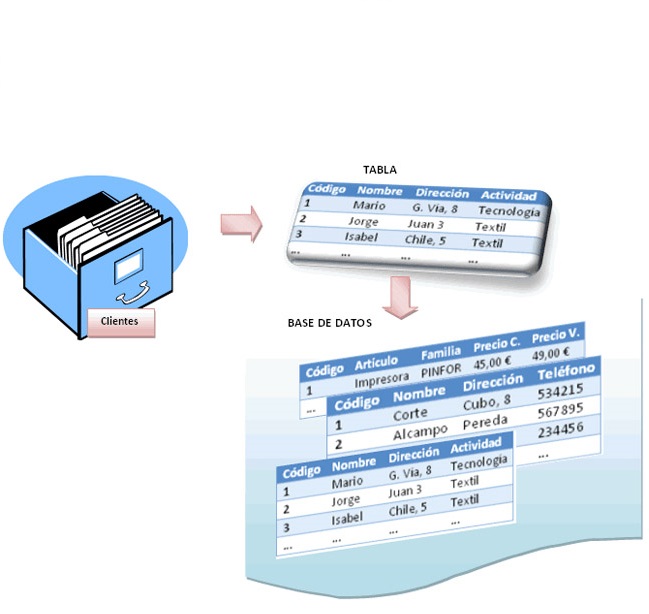 TABLA
Código Nombre Dirección Actividad
1 Mario G. Vía, 8 Tecnología
2 Jorge Juan 3 Textil
3 Isabel Chile, 5 Textil
... ... ... ...
Clientes
BASE DE DATOS
Código Artículo Familia Precio C. Precio V.
1 Impresora PINFOR 45,00 € 49,00 €
...
Código Nombre Dirección Teléfono
1 Corte Cubo, 8 534215
2 Alcampo Pereda 567895
234456
...
Código Nombre Dirección Actividad
1 Mario G. Vía, 8 Tecnología
2 Jorge Juan 3 Textil
3 Isabel Chile, 5 Textil
... ... ... ...